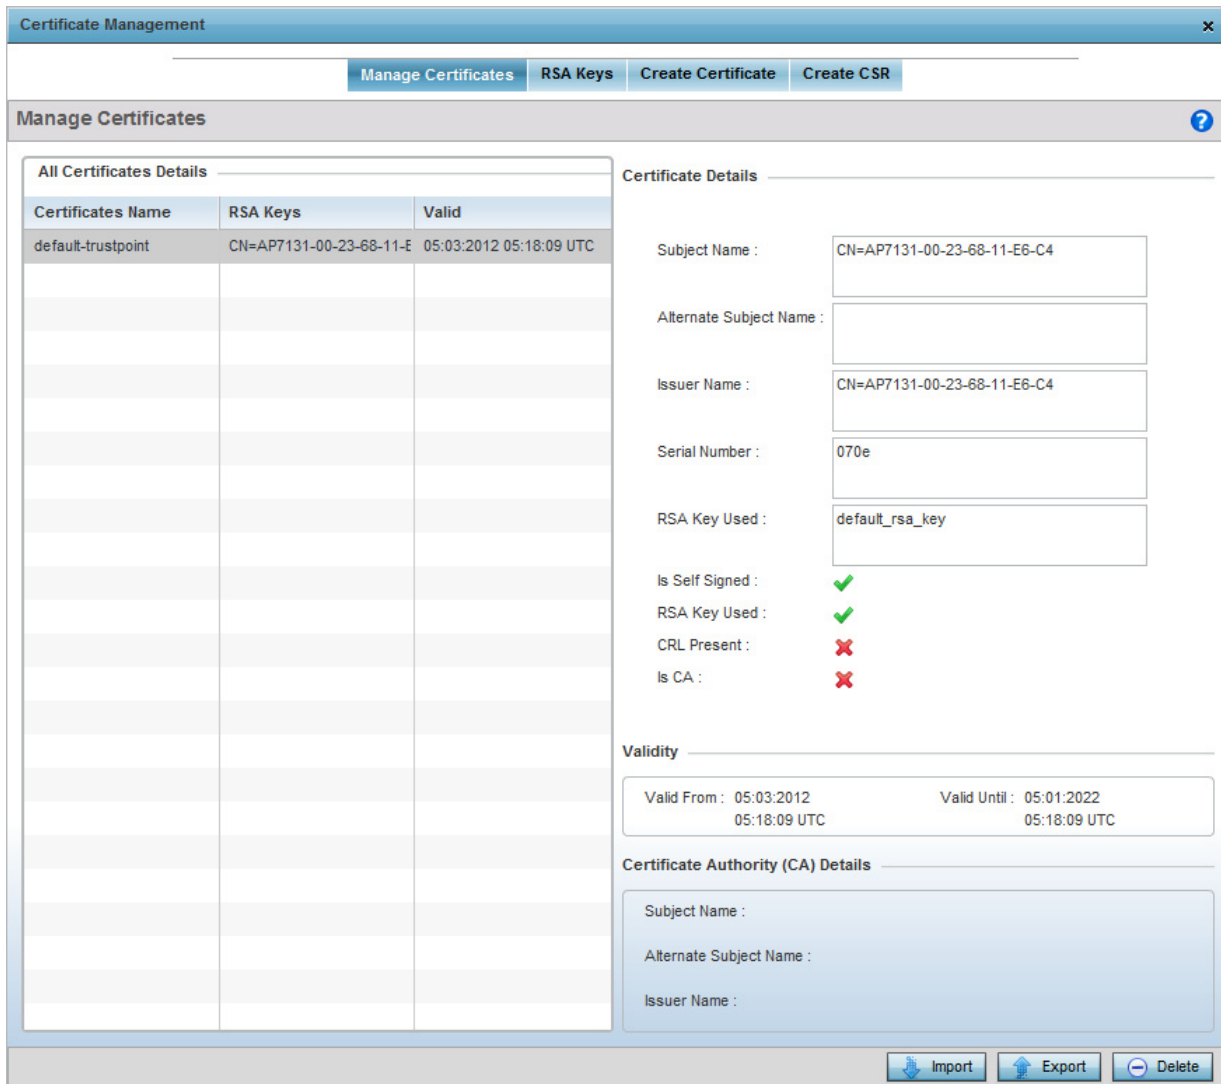 Certificate Management
Manage Certificates RSA Keys Create Certificate Create CSR
Manage Certificates
All Certificates Details
Certificates Name RSA Keys Valid
default-trustpoint CN=AP7131-00-23-68-11-E 05:03:2012 05:18:09 UTC
Certificate Details
Subject Name : CN=AP7131-00-23-68-11-E6-C4
Alternate Subject Name :
Issuer Name : CN=AP7131-00-23-68-11-E6-C4
Serial Number : 070e
RSA Key Used : default_rsa_key
Is Self Signed :
RSA Key Used :
CRL Present :
Is CA :
Validity
Valid From : 05:03:2012 Valid Until : 05:01:2022
05:18:09 UTC 05:18:09 UTC
Certificate Authority (CA) Details
Subject Name :
Alternate Subject Name :
Issuer Name :
Import Export Delete